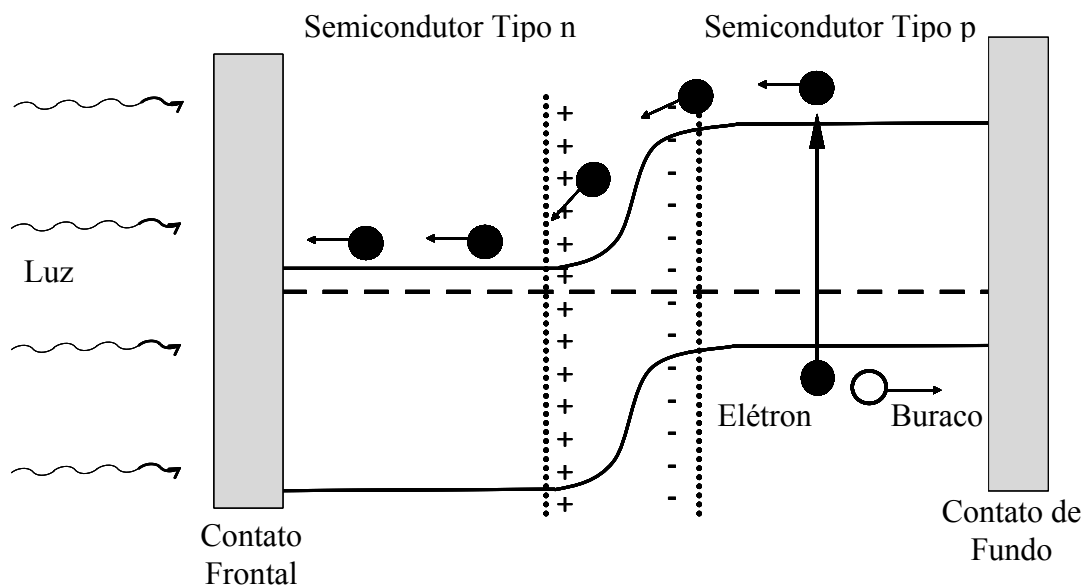 Semicondutor Tipo n
Semicondutor Tipo p
Luz
Elétron
Buraco
Contato
Frontal
Contato de
Fundo